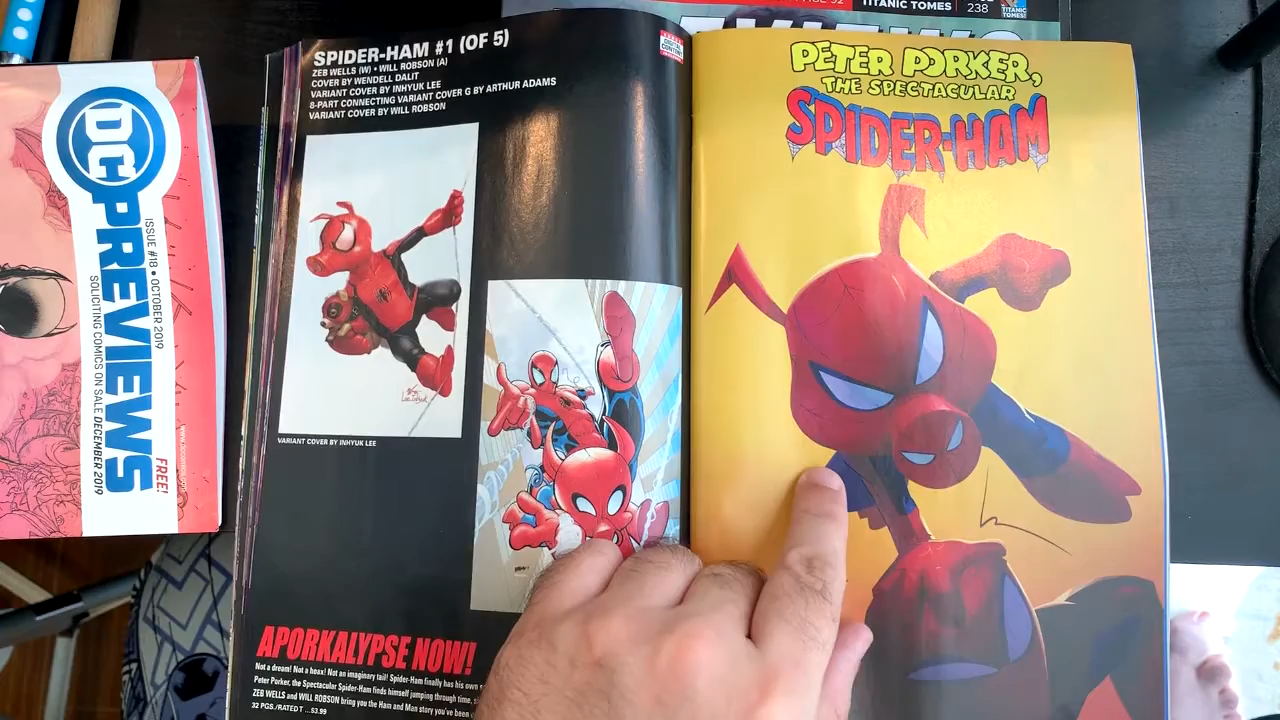 TITANIC TOMES
238
TITANIC
TOMES!
DC
PREVIEWS
ISSUE #18 • OCTOBER 2019
SOLICITING COMICS ON SALE DECEMBER 2019
FREE!
SPIDER-HAM #1 (OF 5)
ZEB WELLS (W) • WILL ROBSON (A)
COVER BY WENDELL DALIT
VARIANT COVER BY INHYUK LEE
8-PART CONNECTING VARIANT COVER G BY ARTHUR ADAMS
VARIANT COVER BY WILL ROBSON
DIGITAL
CONTENT
VARIANT COVER BY INHYUK LEE
APORKALYPSE NOW!
Not a dream! Not a hoax! Not an imaginary tail! Spider-Ham finally has his own
Peter Porker, the Spectacular Spider-Ham finds himself jumping through time,
ZEB WELLS and WILL ROBSON bring you the Ham and Man story you've been
32 PGS./RATED T ...$3.99
PETER PORKER,
THE SPECTACULAR
SPIDER-HAM